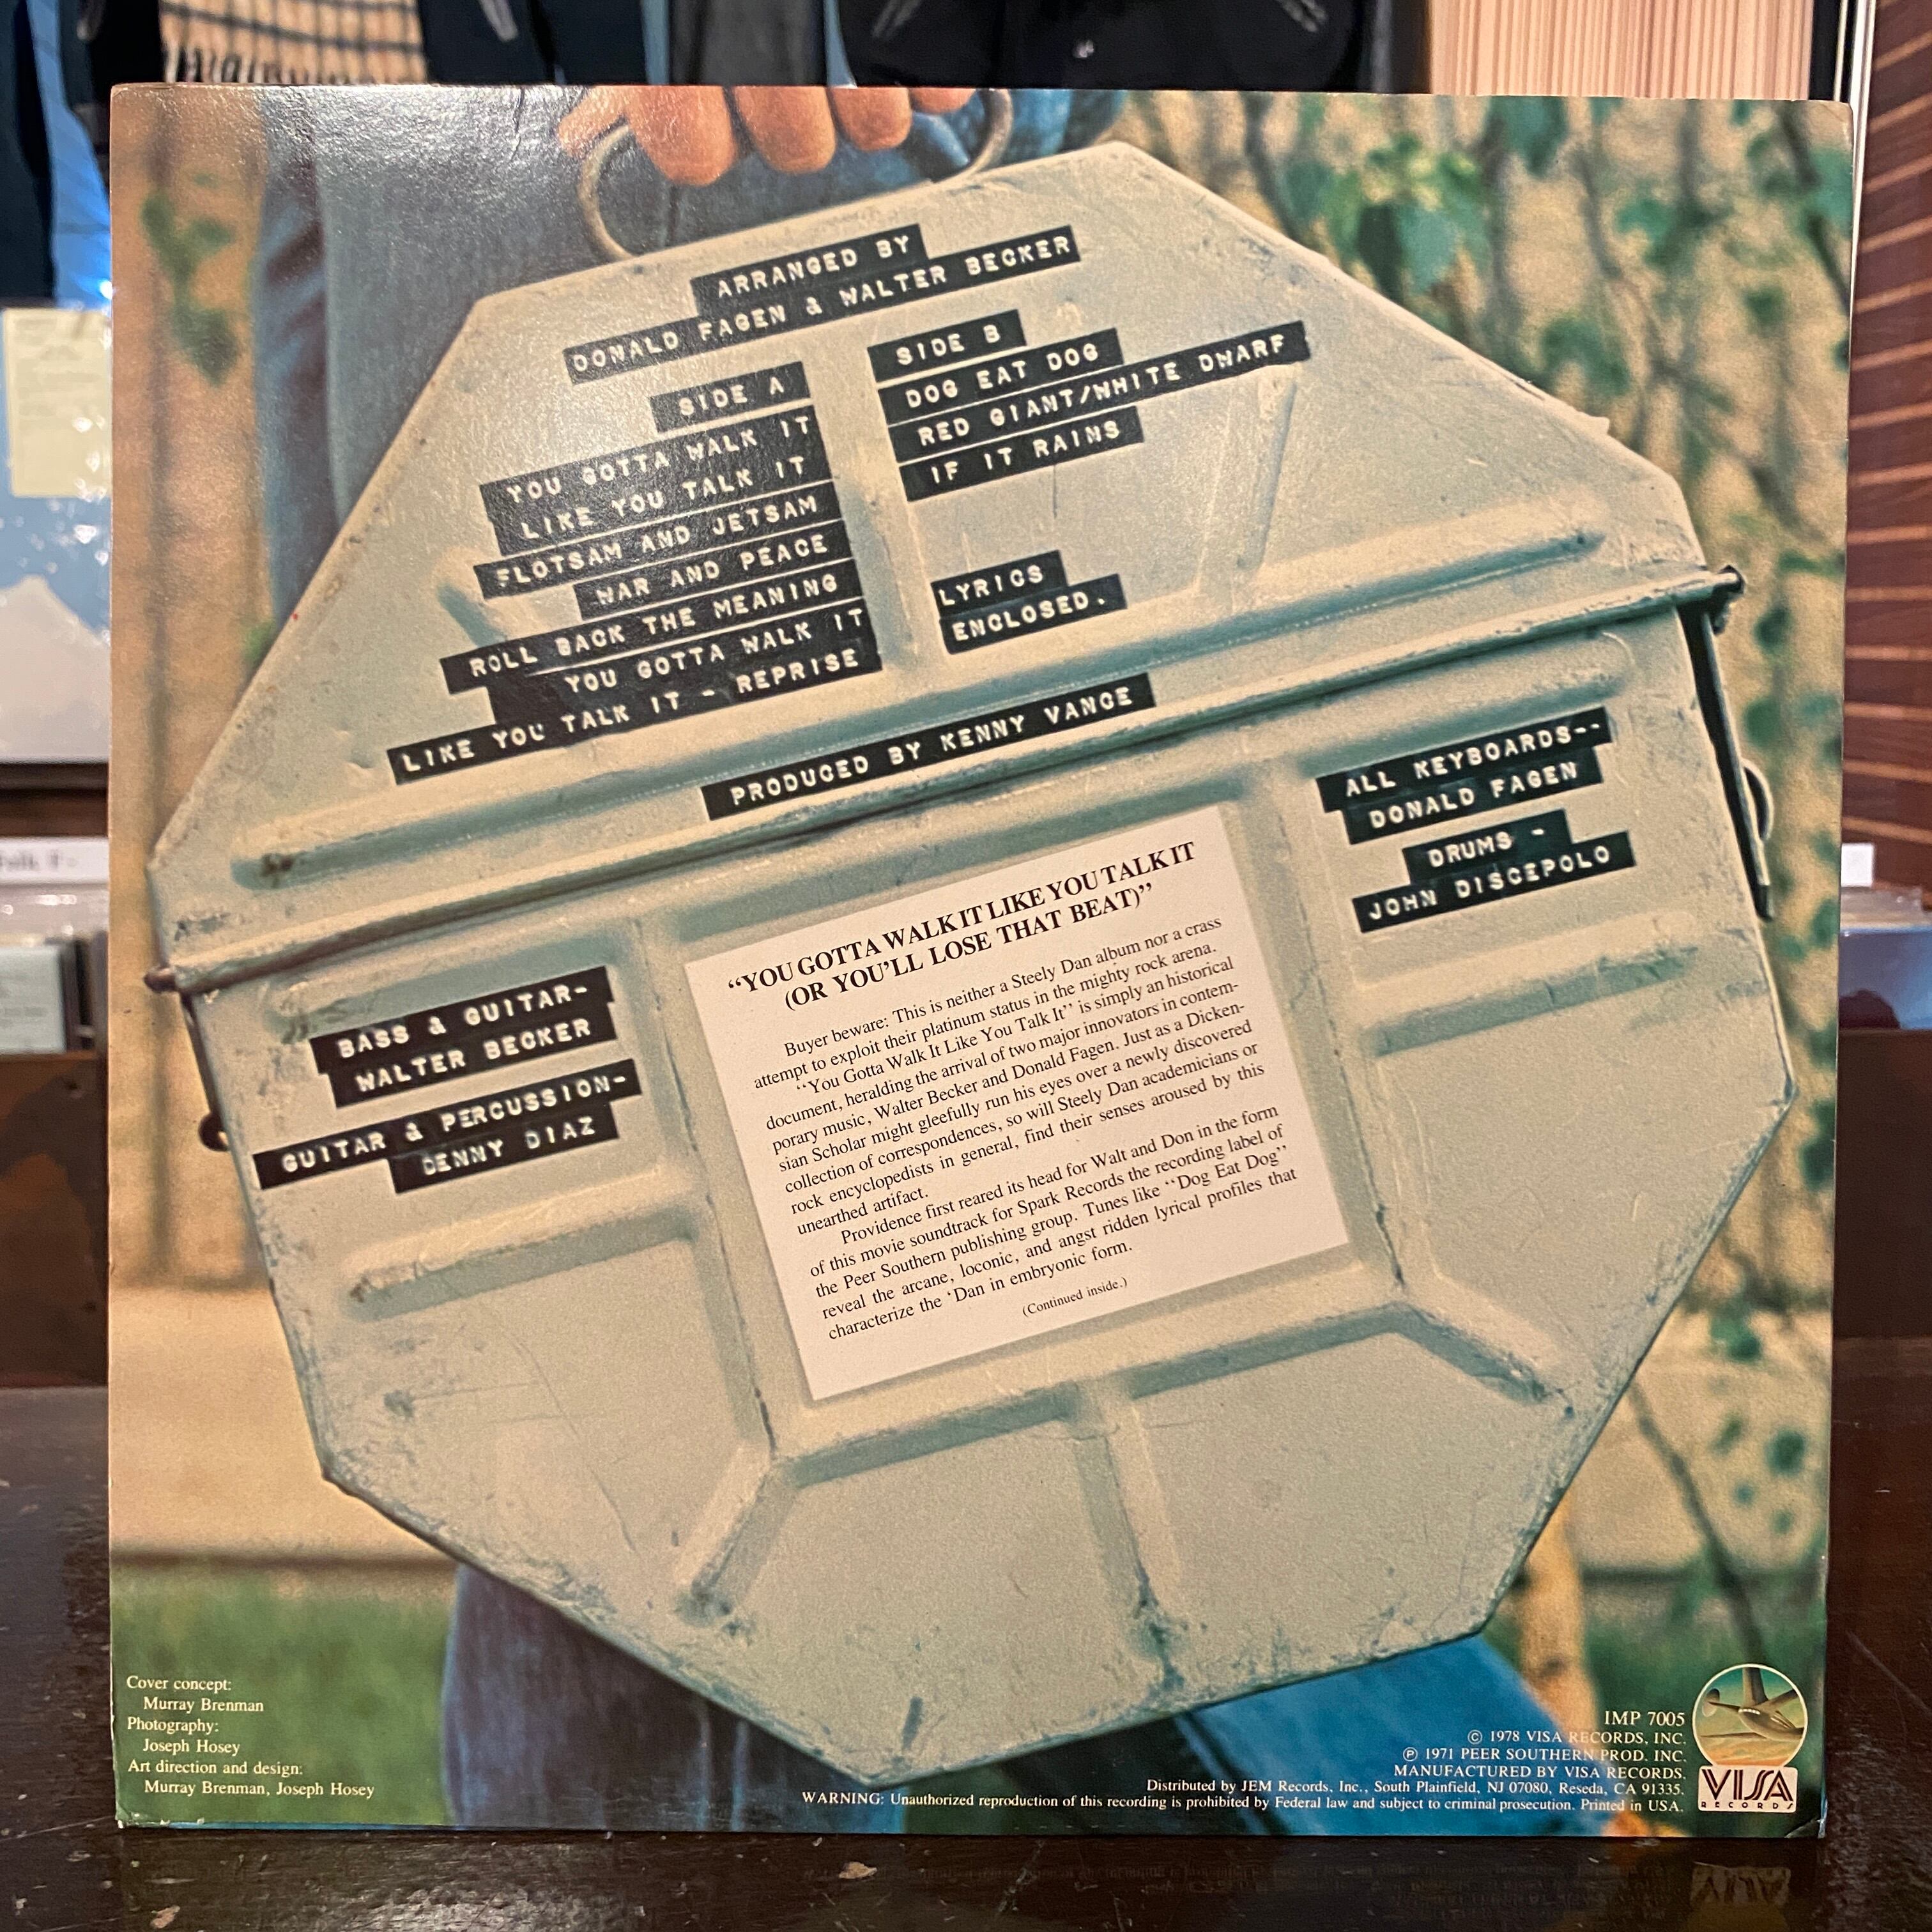 ARRANGED BY
DONALD FAGEN & WALTER BECKER
SIDE A
YOU GOTTA WALK IT
LIKE YOU TALK IT
FLOTSAM AND JETSAM
WAR AND PEACE
ROLL BACK THE MEANING
YOU GOTTA WALK IT
LIKE YOU TALK IT - REPRISE
SIDE B
DOG EAT DOG
RED GIANT/WHITE DWARF
IF IT RAINS
LYRICS
ENCLOSED.
PRODUCED BY KENNY VANCE
ALL KEYBOARDS--
DONALD FAGEN
DRUMS -
JOHN DISCEPOLO
BASS & GUITAR-
WALTER BECKER
GUITAR & PERCUSSION-
DENNY DIAZ
“YOU GOTTA WALK IT LIKE YOU TALK IT
(OR YOU’LL LOSE THAT BEAT)”
Buyer beware: This is neither a Steely Dan album nor a crass
attempt to exploit their platinum status in the mighty rock arena.
“You Gotta Walk It Like You Talk It” is simply an historical
document, heralding the arrival of two major innovators in contem-
porary music, Walter Becker and Donald Fagen. Just as a Dicken-
sian Scholar might gleefully run his eyes over a newly discovered
collection of correspondences, so will Steely Dan academicians or
rock encyclopedists in general, find their senses aroused by this
unearthed artifact.
Providence first reared its head for Walt and Don in the form
of this movie soundtrack for Spark Records the recording label of
the Peer Southern publishing group. Tunes like “Dog Eat Dog”
reveal the arcane, loconic, and angst ridden lyrical profiles that
characterize the ‘Dan in embryonic form.
(Continued inside.)
Cover concept:
Murray Brenman
Photography:
Joseph Hosey
Art direction and design:
Murray Brenman, Joseph Hosey
IMP 7005
© 1978 VISA RECORDS, INC.
℗ 1971 PEER SOUTHERN PROD. INC.
MANUFACTURED BY VISA RECORDS.
Distributed by JEM Records, Inc., South Plainfield, NJ 07080, Reseda, CA 91335.
WARNING: Unauthorized reproduction of this recording is prohibited by Federal law and subject to criminal prosecution. Printed in USA.
VISA
RECORDS